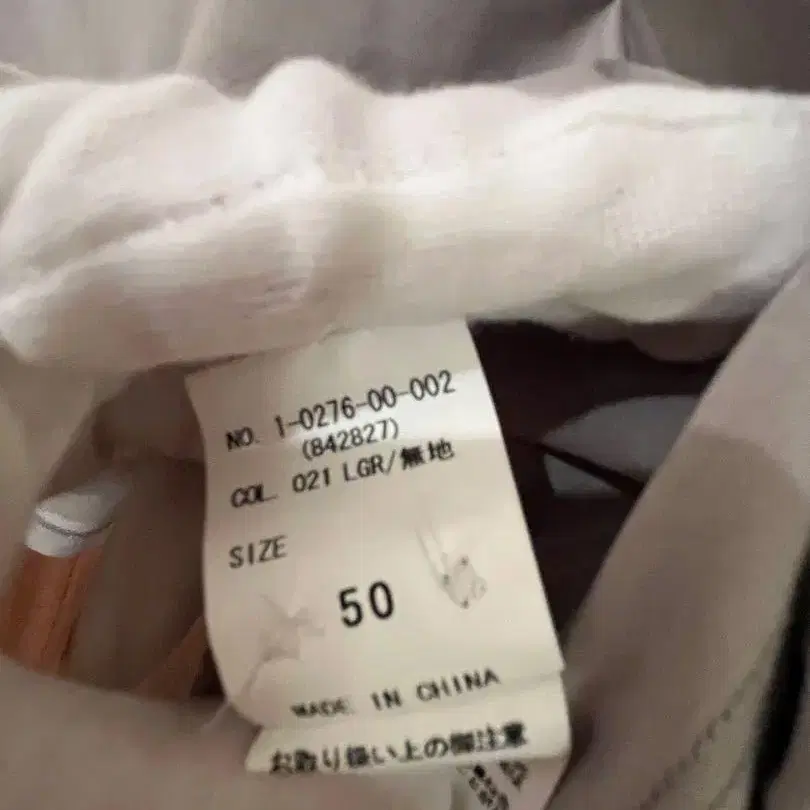 NO. 1-0276-00-002
(842827)
COL. 021 LGR/無地
SIZE
50
MADE IN CHINA
お取り扱い上の御注意